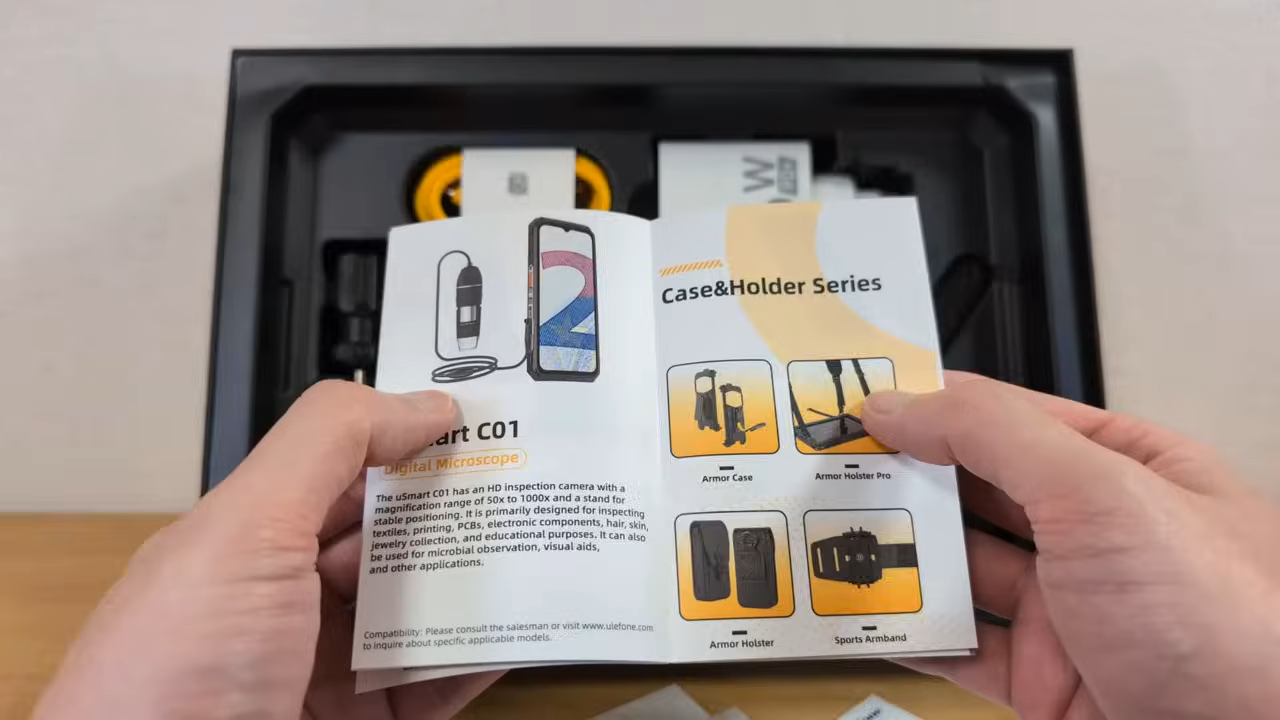 C01
Digital Microscope
The uSmart C01 has an HD inspection camera with a
magnification range of 50x to 1000x and a stand for
stable positioning. It is primarily designed for inspecting
textiles, printing, PCBs, electronic components, hair, skin,
jewelry collection, and educational purposes. It can also
be used for microbial observation, visual aids,
and other applications.
Compatibility: Please consult the salesman or visit www.ulefone.com
to inquire about specific applicable models.
Case&Holder Series
Armor Case
Armor Holster Pro
Armor Holster
Sports Armband
2
W